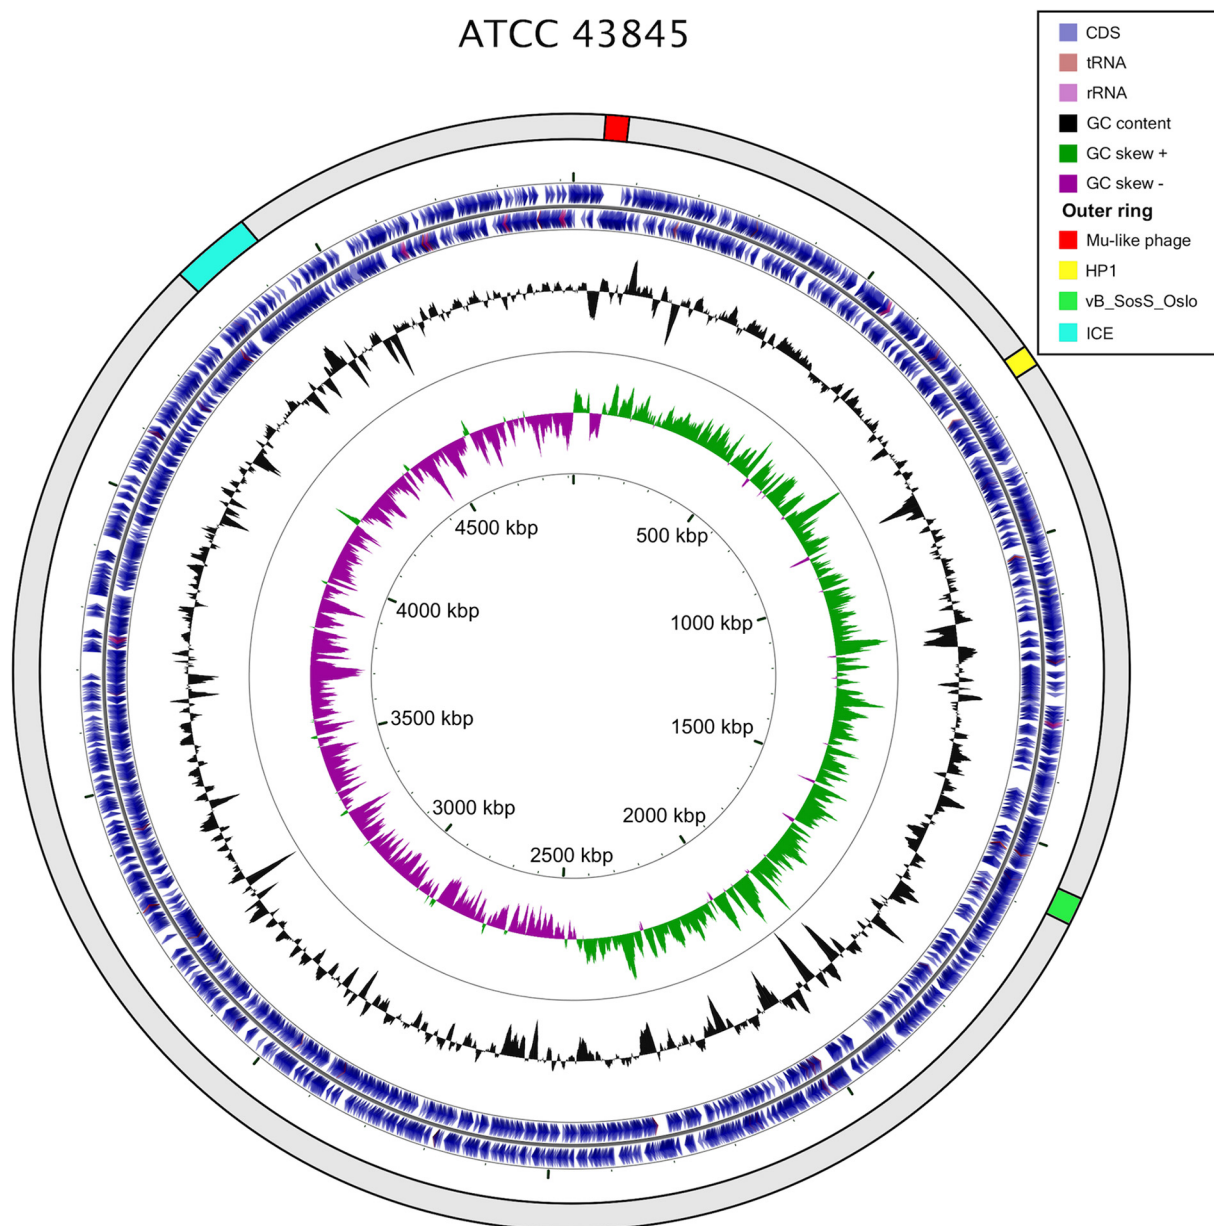 ATCC 43845
CDS
tRNA
rRNA
GC content
GC skew +
GC skew -
Outer ring
Mu-like phage
HP1
vB_SosS_Oslo
ICE
4500 kbp
500 kbp
4000 kbp
1000 kbp
3500 kbp
1500 kbp
3000 kbp
2000 kbp
2500 kbp